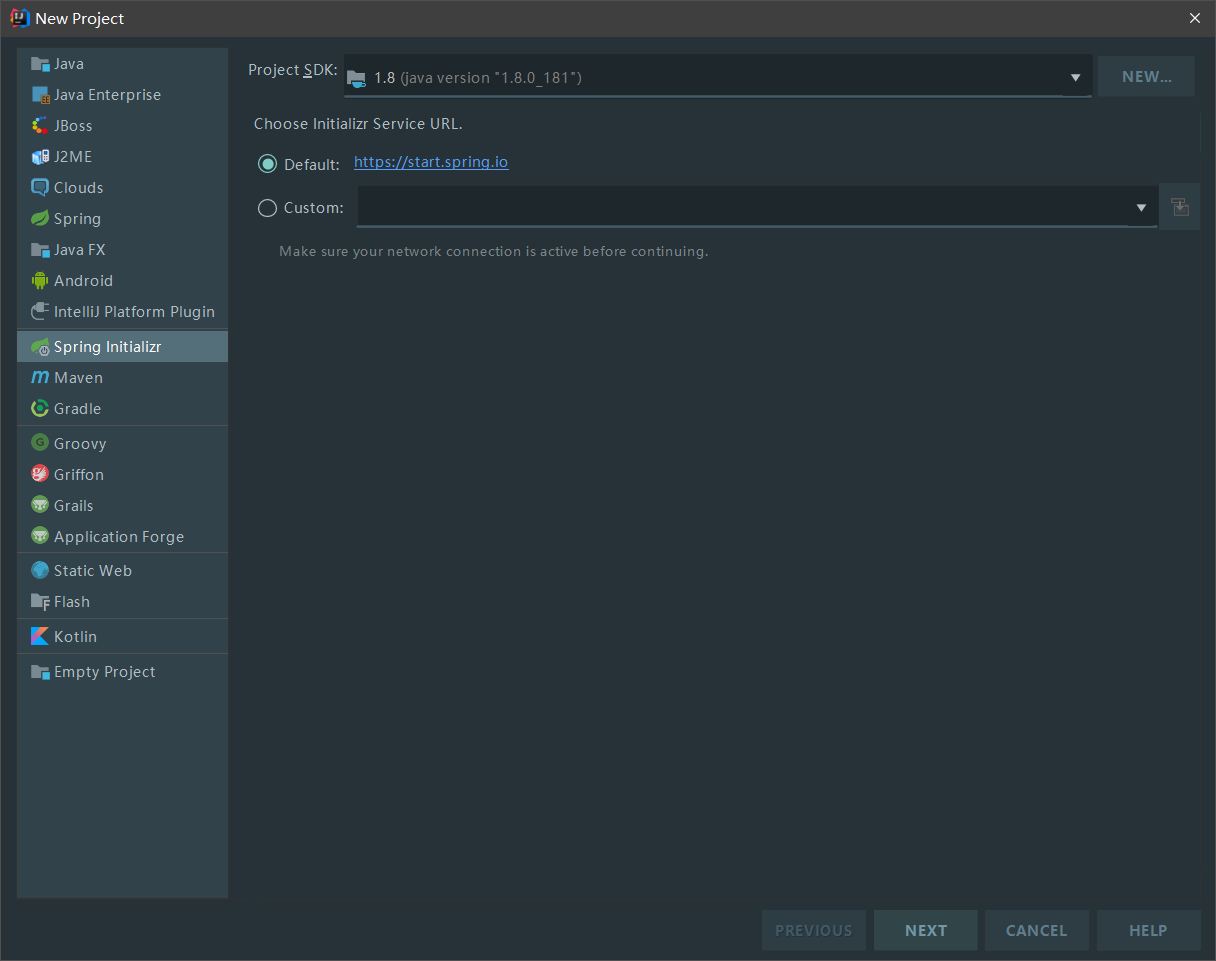 New Project
Java
Java Enterprise
JBoss
J2ME
Clouds
Spring
Java FX
Android
IntelliJ Platform Plugin
Spring Initializr
Maven
Gradle
Groovy
Griffon
Grails
Application Forge
Static Web
Flash
Kotlin
Empty Project
Project SDK: 1.8 (java version "1.8.0_181") NEW...
Choose Initializr Service URL.
Default: https://start.spring.io
Custom:
Make sure your network connection is active before continuing.
PREVIOUS NEXT CANCEL HELP